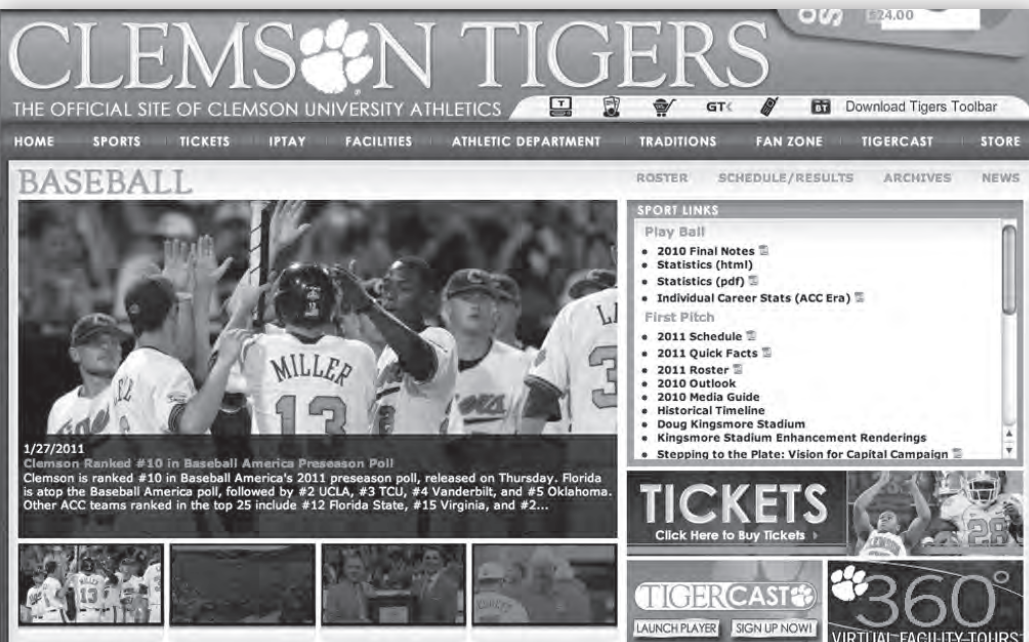 $24.00
CLEMSON TIGERS
THE OFFICIAL SITE OF CLEMSON UNIVERSITY ATHLETICS
T
GT
GT
Download Tigers Toolbar
HOME SPORTS TICKETS IPTAY FACILITIES ATHLETIC DEPARTMENT TRADITIONS FAN ZONE TIGERCAST STORE
BASEBALL
ROSTER SCHEDULE/RESULTS ARCHIVES NEWS
MILLER
13
1/27/2011
Clemson Ranked #10 in Baseball America Preseason Poll
Clemson is ranked #10 in Baseball America's 2011 preseason poll, released on Thursday. Florida
is atop the Baseball America poll, followed by #2 UCLA, #3 TCU, #4 Vanderbilt, and #5 Oklahoma.
Other ACC teams ranked in the top 25 include #12 Florida State, #15 Virginia, and #2...
SPORT LINKS
Play Ball
• 2010 Final Notes
• Statistics (html)
• Statistics (pdf)
• Individual Career Stats (ACC Era)
First Pitch
• 2011 Schedule
• 2011 Quick Facts
• 2011 Roster
• 2010 Outlook
• 2010 Media Guide
• Historical Timeline
• Doug Kingsmore Stadium
• Kingsmore Stadium Enhancement Renderings
• Stepping to the Plate: Vision for Capital Campaign
TICKETS
Click Here to Buy Tickets
28
MILLER
13
TIGERCAST
LAUNCH PLAYER SIGN UP NOW!
360°
VIRTUAL FACILITY TOURS